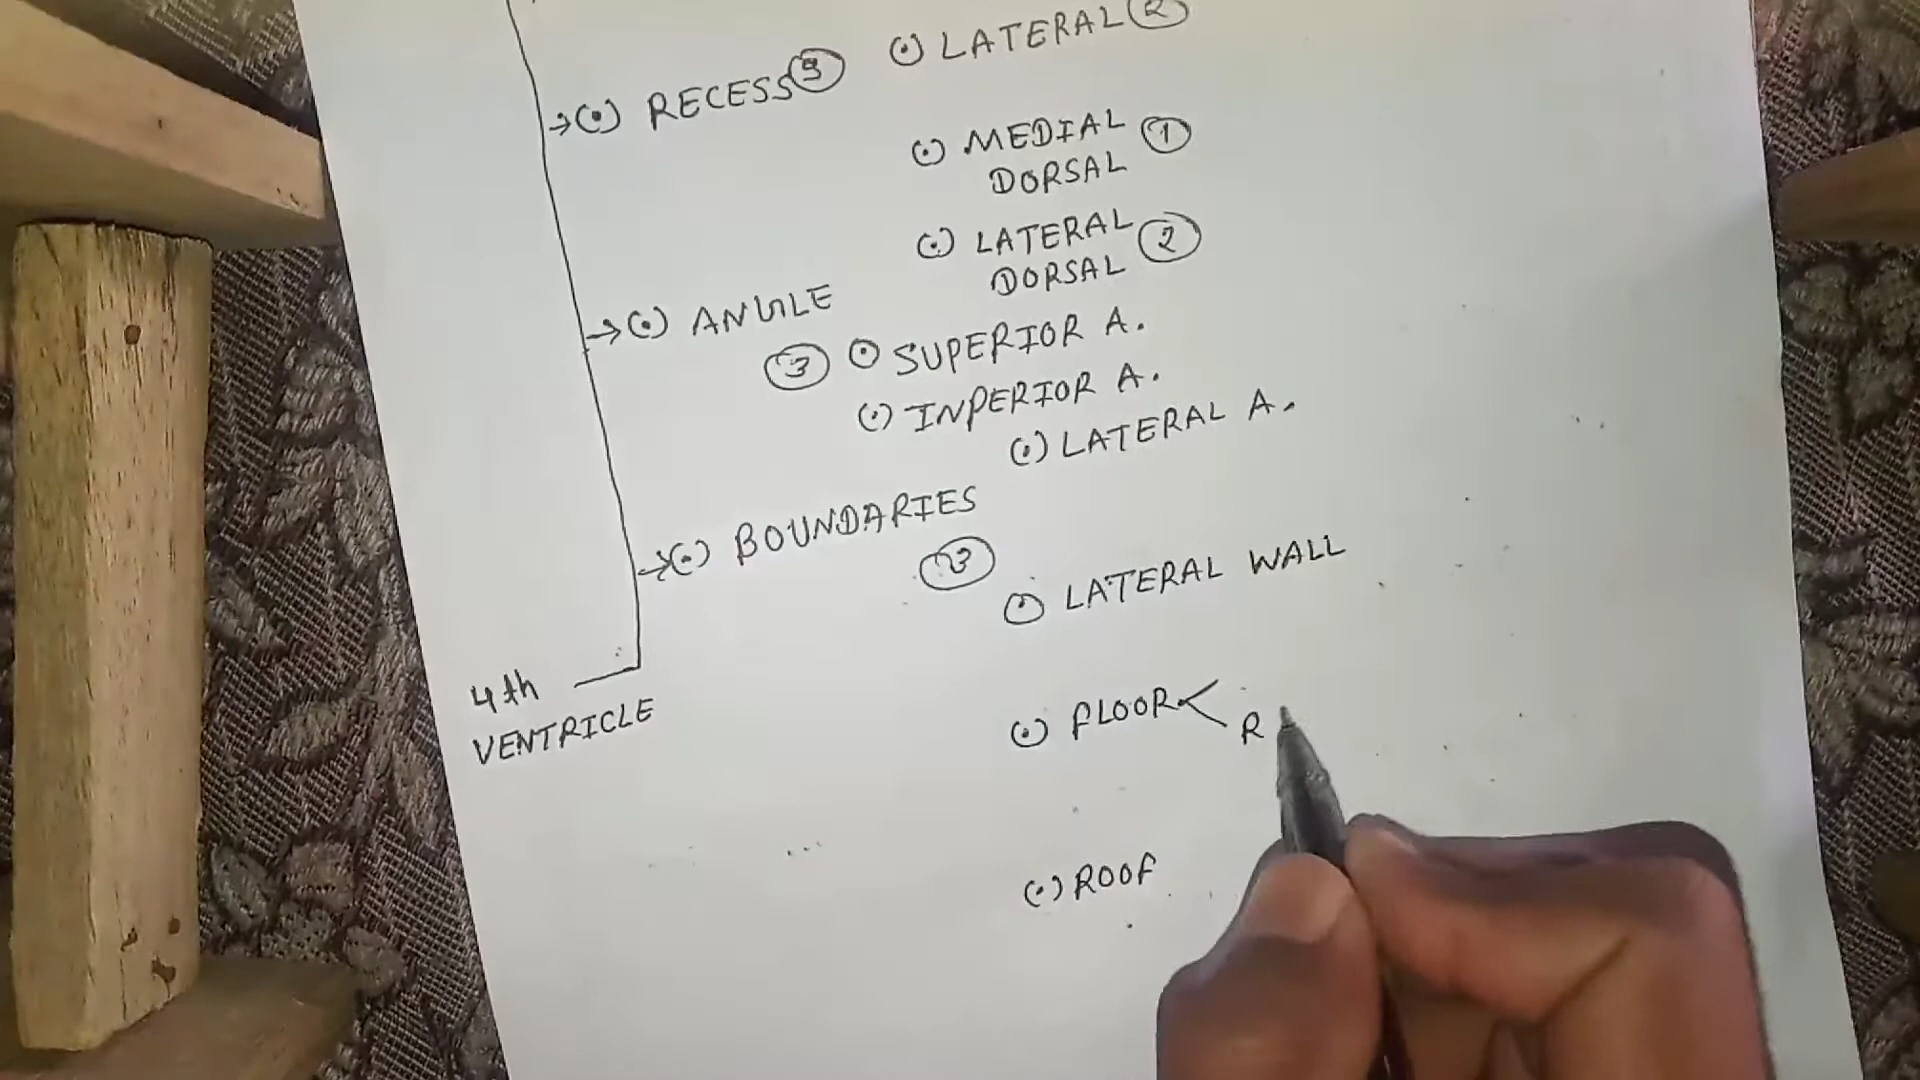 LATERAL 2
RECESS 5
MEDIAL
DORSAL 1
LATERAL
DORSAL 2
ANGLE
3 SUPERIOR A.
INFERIOR A.
LATERAL A.
BOUNDARIES
3
LATERAL WALL
FLOOR < R
ROOF
4th
VENTRICLE